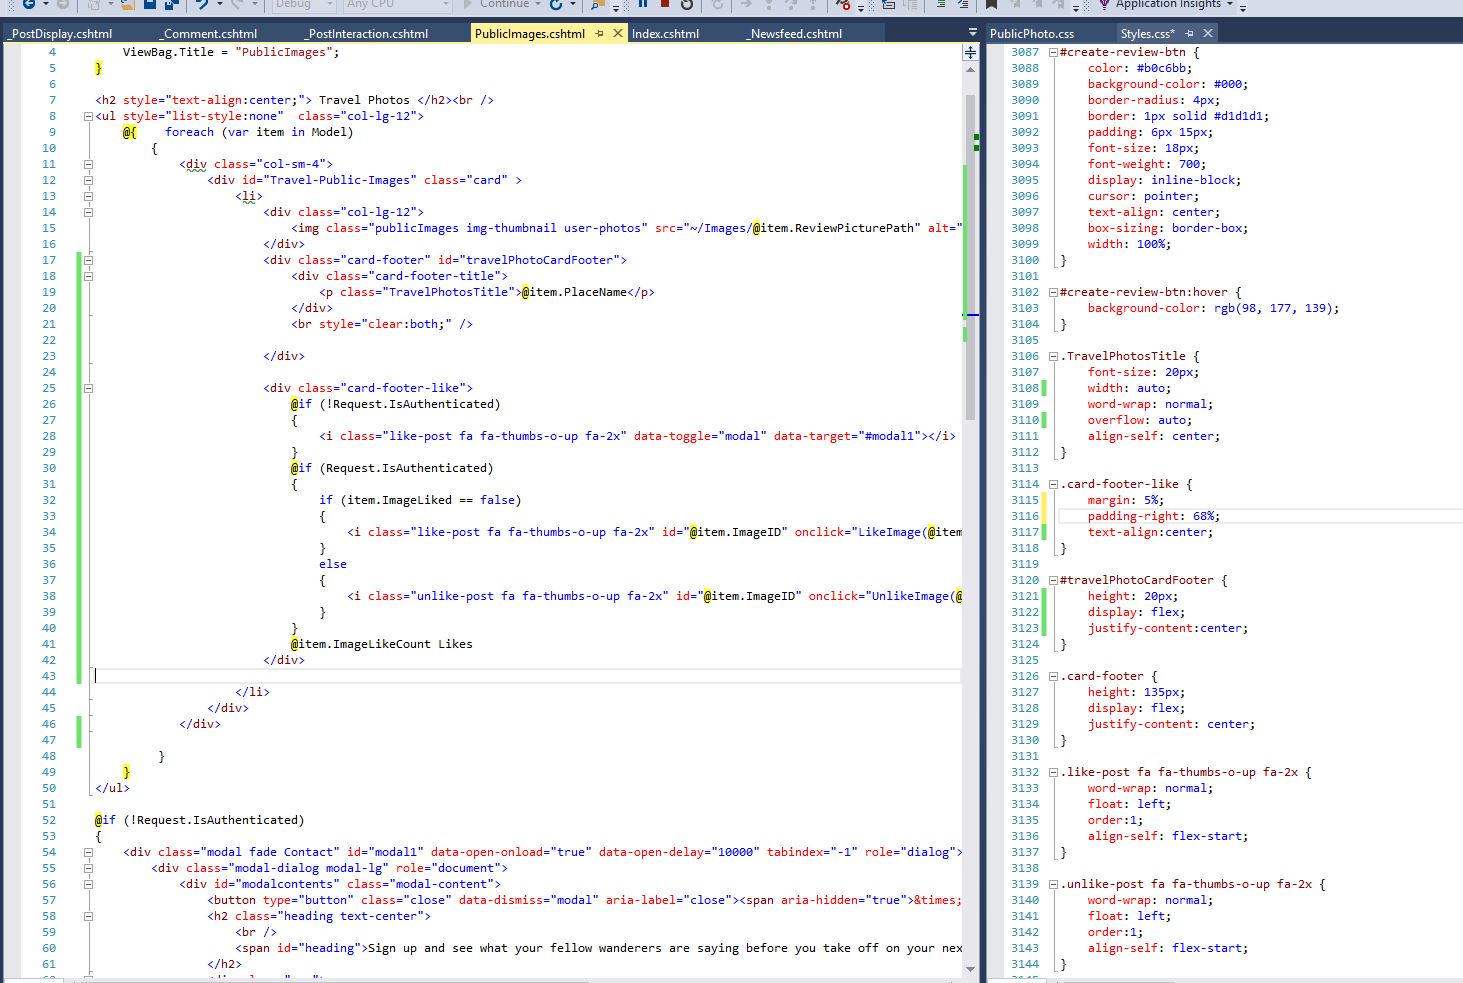 Debug Any CPU Continue Application Insights
_PostDisplay.cshtml _Comment.cshtml _PostInteraction.cshtml PublicImages.cshtml Index.cshtml _Newsfeed.cshtml
4 ViewBag.Title = "PublicImages";
5 }
6
7 <h2 style="text-align:center;"> Travel Photos </h2><br />
8 <ul style="list-style:none" class="col-lg-12">
9 @{ foreach (var item in Model)
10 {
11 <div class="col-sm-4">
12 <div id="Travel-Public-Images" class="card" >
13 <li>
14 <div class="col-lg-12">
15 <img class="publicImages img-thumbnail user-photos" src="~/Images/@item.ReviewPicturePath" alt="
16 </div>
17 <div class="card-footer" id="travelPhotoCardFooter">
18 <div class="card-footer-title">
19 <p class="TravelPhotosTitle">@item.PlaceName</p>
20 </div>
21 <br style="clear:both;" />
22
23 </div>
24
25 <div class="card-footer-like">
26 @if (!Request.IsAuthenticated)
27 {
28 <i class="like-post fa fa-thumbs-o-up fa-2x" data-toggle="modal" data-target="#modal1"></i>
29 }
30 @if (Request.IsAuthenticated)
31 {
32 if (item.ImageLiked == false)
33 {
34 <i class="like-post fa fa-thumbs-o-up fa-2x" id="@item.ImageID" onclick="LikeImage(@item
35 }
36 else
37 {
38 <i class="unlike-post fa fa-thumbs-o-up fa-2x" id="@item.ImageID" onclick="UnlikeImage(@
39 }
40 }
41 @item.ImageLikeCount Likes
42 </div>
43
44 </li>
45 </div>
46 </div>
47
48 }
49 }
50 </ul>
51
52 @if (!Request.IsAuthenticated)
53 {
54 <div class="modal fade Contact" id="modal1" data-open-onload="true" data-open-delay="10000" tabindex="-1" role="dialog">
55 <div class="modal-dialog modal-lg" role="document">
56 <div id="modalcontents" class="modal-content">
57 <button type="button" class="close" data-dismiss="modal" aria-label="close"><span aria-hidden="true">&times;
58 <h2 class="heading text-center">
59 <br />
60 <span id="heading">Sign up and see what your fellow wanderers are saying before you take off on your nex
61 </h2>
PublicPhoto.css Styles.css*
3087 #create-review-btn {
3088 color: #b0c6bb;
3089 background-color: #000;
3090 border-radius: 4px;
3091 border: 1px solid #d1d1d1;
3092 padding: 6px 15px;
3093 font-size: 18px;
3094 font-weight: 700;
3095 display: inline-block;
3096 cursor: pointer;
3097 text-align: center;
3098 box-sizing: border-box;
3099 width: 100%;
3100 }
3101
3102 #create-review-btn:hover {
3103 background-color: rgb(98, 177, 139);
3104 }
3105
3106 .TravelPhotosTitle {
3107 font-size: 20px;
3108 width: auto;
3109 word-wrap: normal;
3110 overflow: auto;
3111 align-self: center;
3112 }
3113
3114 .card-footer-like {
3115 margin: 5%;
3116 padding-right: 68%;
3117 text-align:center;
3118 }
3119
3120 #travelPhotoCardFooter {
3121 height: 20px;
3122 display: flex;
3123 justify-content:center;
3124 }
3125
3126 .card-footer {
3127 height: 135px;
3128 display: flex;
3129 justify-content: center;
3130 }
3131
3132 .like-post fa fa-thumbs-o-up fa-2x {
3133 word-wrap: normal;
3134 float: left;
3135 order:1;
3136 align-self: flex-start;
3137 }
3138
3139 .unlike-post fa fa-thumbs-o-up fa-2x {
3140 word-wrap: normal;
3141 float: left;
3142 order:1;
3143 align-self: flex-start;
3144 }